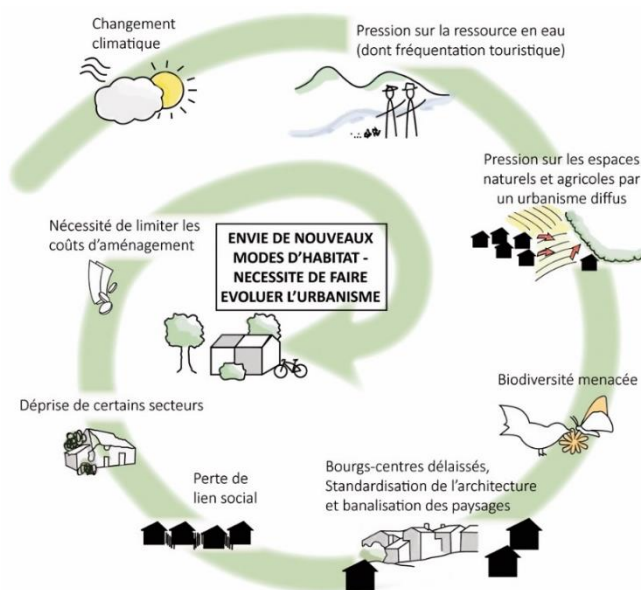 Changement
climatique
Pression sur la ressource en eau
(dont fréquentation touristique)
Pression sur les espaces
naturels et agricoles par
un urbanisme diffus
Nécessité de limiter les
coûts d'aménagement
ENVIE DE NOUVEAUX
MODES D'HABITAT -
NECESSITE DE FAIRE
EVOLUER L'URBANISME
Biodiversité menacée
Déprise de certains secteurs
Perte de
lien social
Bourgs-centres délaissés,
Standardisation de l'architecture
et banalisation des paysages